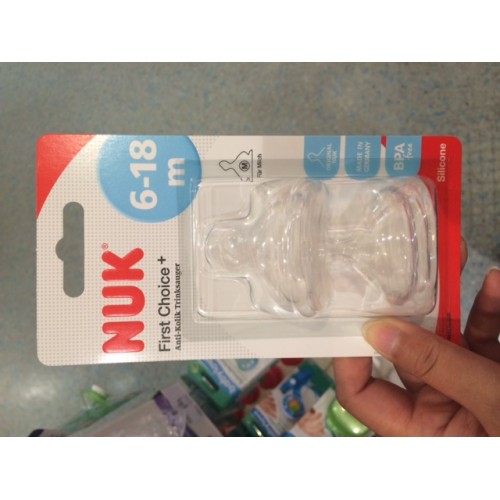 NUK®
First Choice+
Anti-Kolik Trinksauger
6-18
m
M
für Milch
MADE IN
GERMANY
BPA
free
Silicone